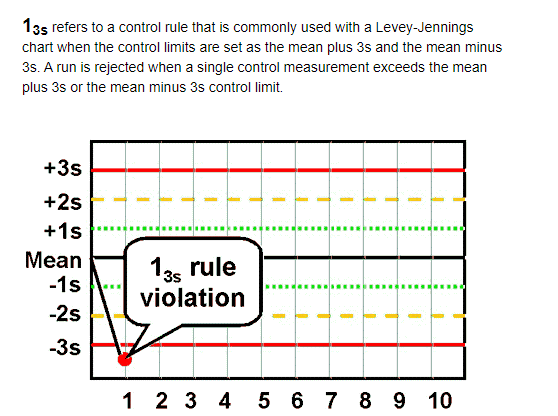 13s refers to a control rule that is commonly used with a Levey-Jennings
chart when the control limits are set as the mean plus 3s and the mean minus
3s. A run is rejected when a single control measurement exceeds the mean
plus 3s or the mean minus 3s control limit.
+3s
+2s
+1s
Mean
-1s
-2s
-3s
13s rule
violation
1 2 3 4 5 6 7 8 9 10